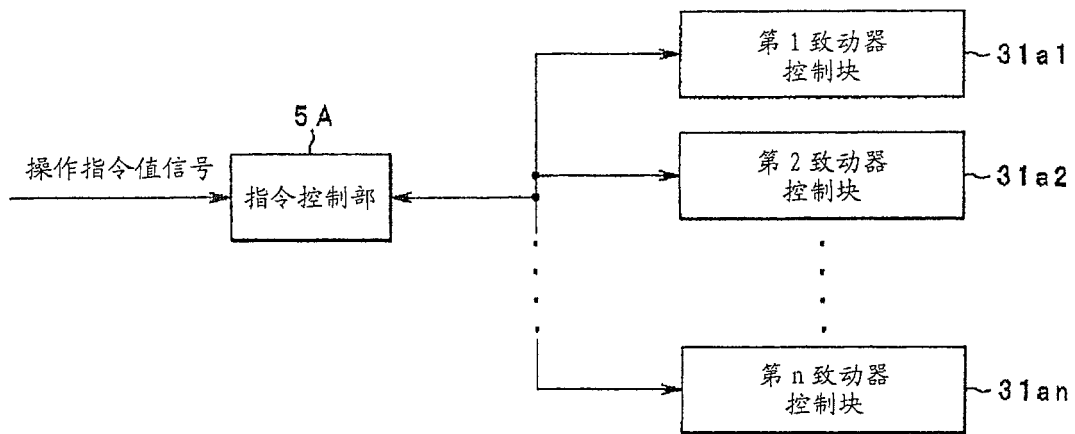 第1致动器
控制块
31a1
5A
操作指令值信号
指令控制部
第2致动器
控制块
31a2
第n致动器
控制块
31an